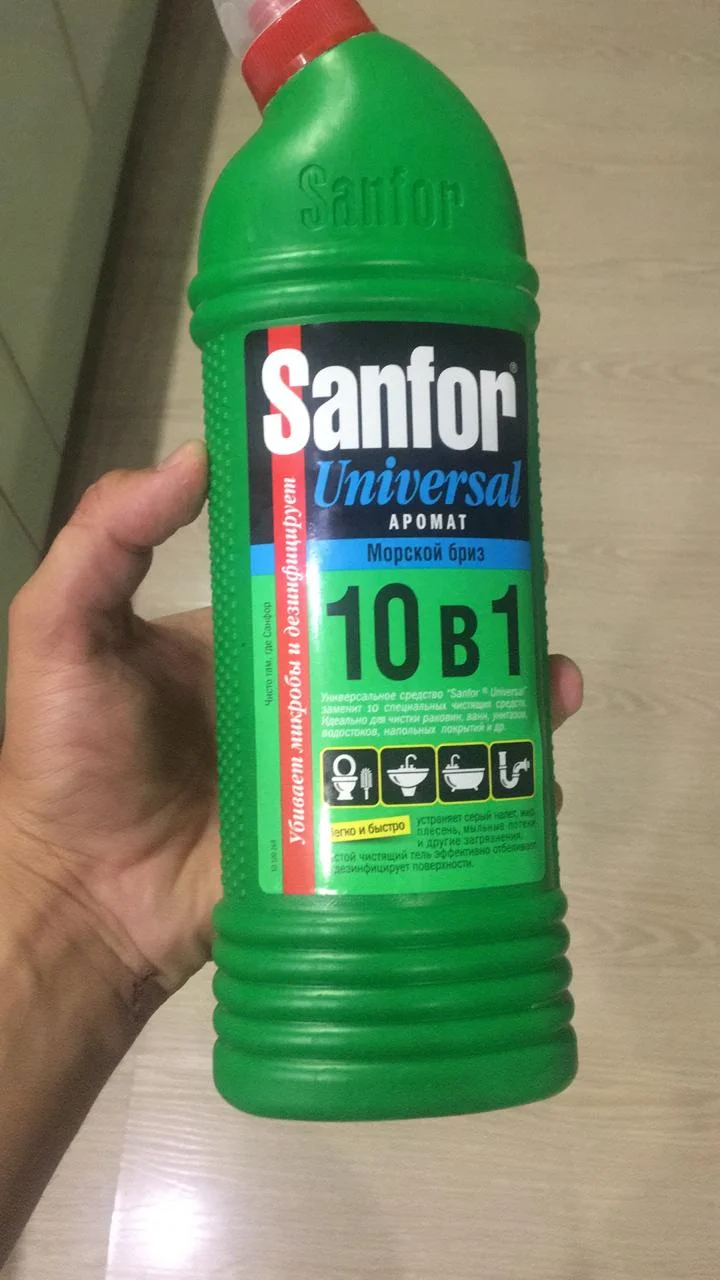 Sanfor
Sanfor®
Universal
АРОМАТ
Морской бриз
10 в 1
Универсальное средство "Sanfor ® Universal"
заменит 10 специальных чистящих средств.
Идеально для чистки раковин, ванн, унитазов,
водостоков, напольных покрытий и др.
легко и быстро
устраняет серый налет, жир,
плесень, мыльные потеки
и другие загрязнения.
чистящий гель эффективно отбеливает
дезинфицирует поверхности.
Убивает микробы и дезинфицирует
Чисто там, где Санфор